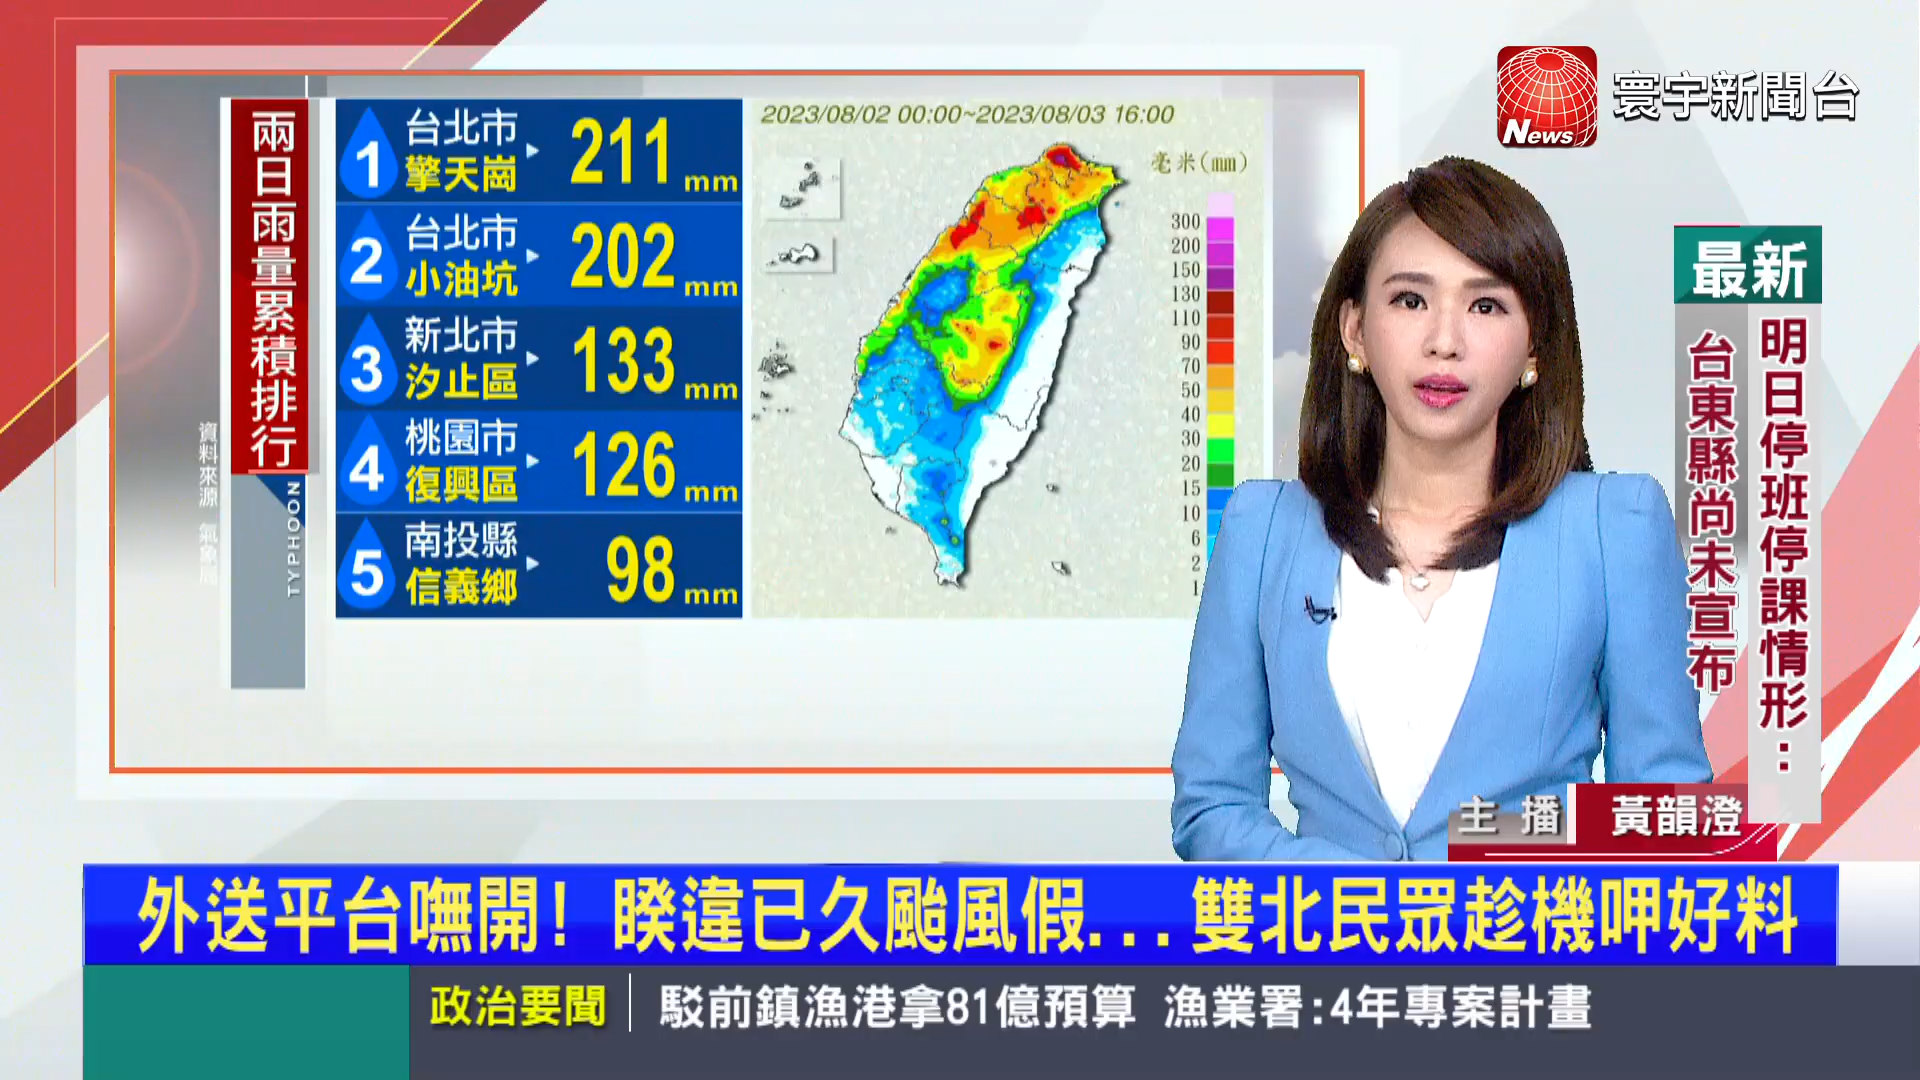 兩日雨量累積排行
TYPHOON
資料來源 氣象局
1 台北市 擎天崗 211 mm
2 台北市 小油坑 202 mm
3 新北市 汐止區 133 mm
4 桃園市 復興區 126 mm
5 南投縣 信義鄉 98 mm
2023/08/02 00:00~2023/08/03 16:00
毫米(mm)
300
200
150
130
110
90
70
50
40
30
20
15
10
6
2
1
News
寰宇新聞台
最新
明日停班停課情形:
台東縣尚未宣布
主播 黃韻澄
外送平台嘸開! 睽違已久颱風假...雙北民眾趁機呷好料
政治要聞
駁前鎮漁港拿81億預算 漁業署:4年專案計畫